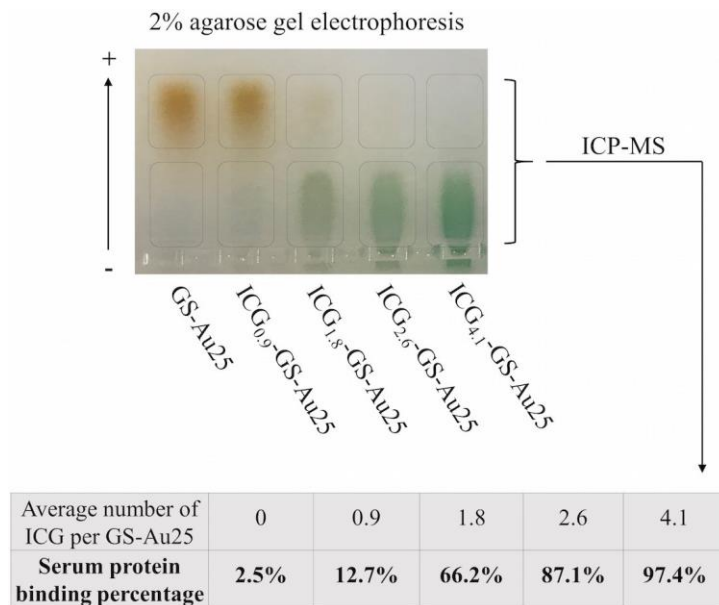 2% agarose gel electrophoresis
+
-
ICP-MS
GS-Au25
ICG0.9-GS-Au25
ICG1.8-GS-Au25
ICG2.6-GS-Au25
ICG4.1-GS-Au25
Average number of ICG per GS-Au25 0 0.9 1.8 2.6 4.1
Serum protein binding percentage 2.5% 12.7% 66.2% 87.1% 97.4%